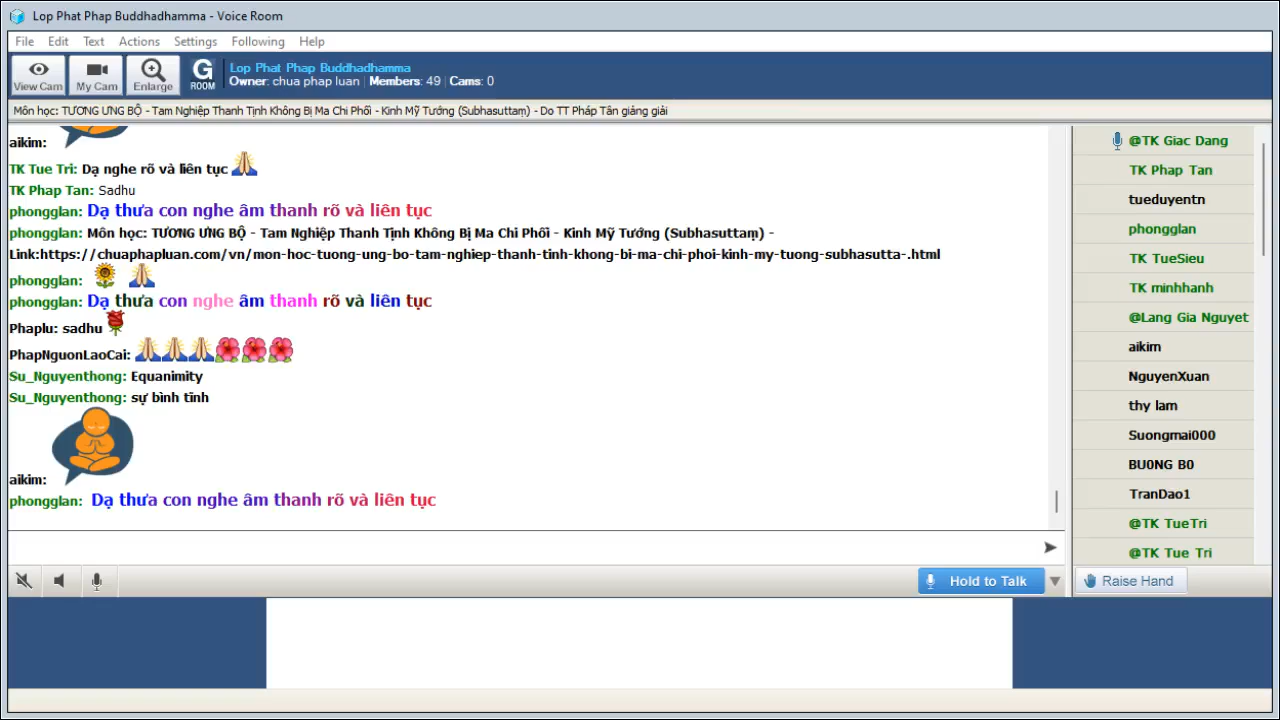 Lop Phat Phap Buddhadhamma - Voice Room
File Edit Text Actions Settings Following Help
View Cam My Cam Enlarge G ROOM
Lop Phat Phap Buddhadhamma
Owner: chua phap luan Members: 49 Cams: 0
Môn học: TƯƠNG ƯNG BỘ - Tam Nghiệp Thanh Tịnh Không Bị Ma Chi Phối - Kinh Mỹ Tướng (Subhasuttaṃ) - Do TT Pháp Tân giảng giải
aikim:
TK Tue Tri: Dạ nghe rõ và liên tục
TK Phap Tan: Sadhu
phongglan: Dạ thưa con nghe âm thanh rõ và liên tục
phongglan: Môn học: TƯƠNG ƯNG BỘ - Tam Nghiệp Thanh Tịnh Không Bị Ma Chi Phối - Kinh Mỹ Tướng (Subhasuttaṃ) -
Link:https://chuaphapluan.com/vn/mon-hoc-tuong-ung-bo-tam-nghiep-thanh-tinh-khong-bi-ma-chi-phoi-kinh-my-tuong-subhasutta-.html
phongglan:
phongglan: Dạ thưa con nghe âm thanh rõ và liên tục
Phaplu: sadhu
PhapNguonLaoCai:
Su_Nguyenthong: Equanimity
Su_Nguyenthong: sự bình tĩnh
aikim:
phongglan: Dạ thưa con nghe âm thanh rõ và liên tục
Hold to Talk
@TK Giac Dang
TK Phap Tan
tueduyentn
phongglan
TK TueSieu
TK minhhanh
@Lang Gia Nguyet
aikim
NguyenXuan
thy lam
Suongmai000
BU0NG B0
TranDao1
@TK TueTri
@TK Tue Tri
Raise Hand